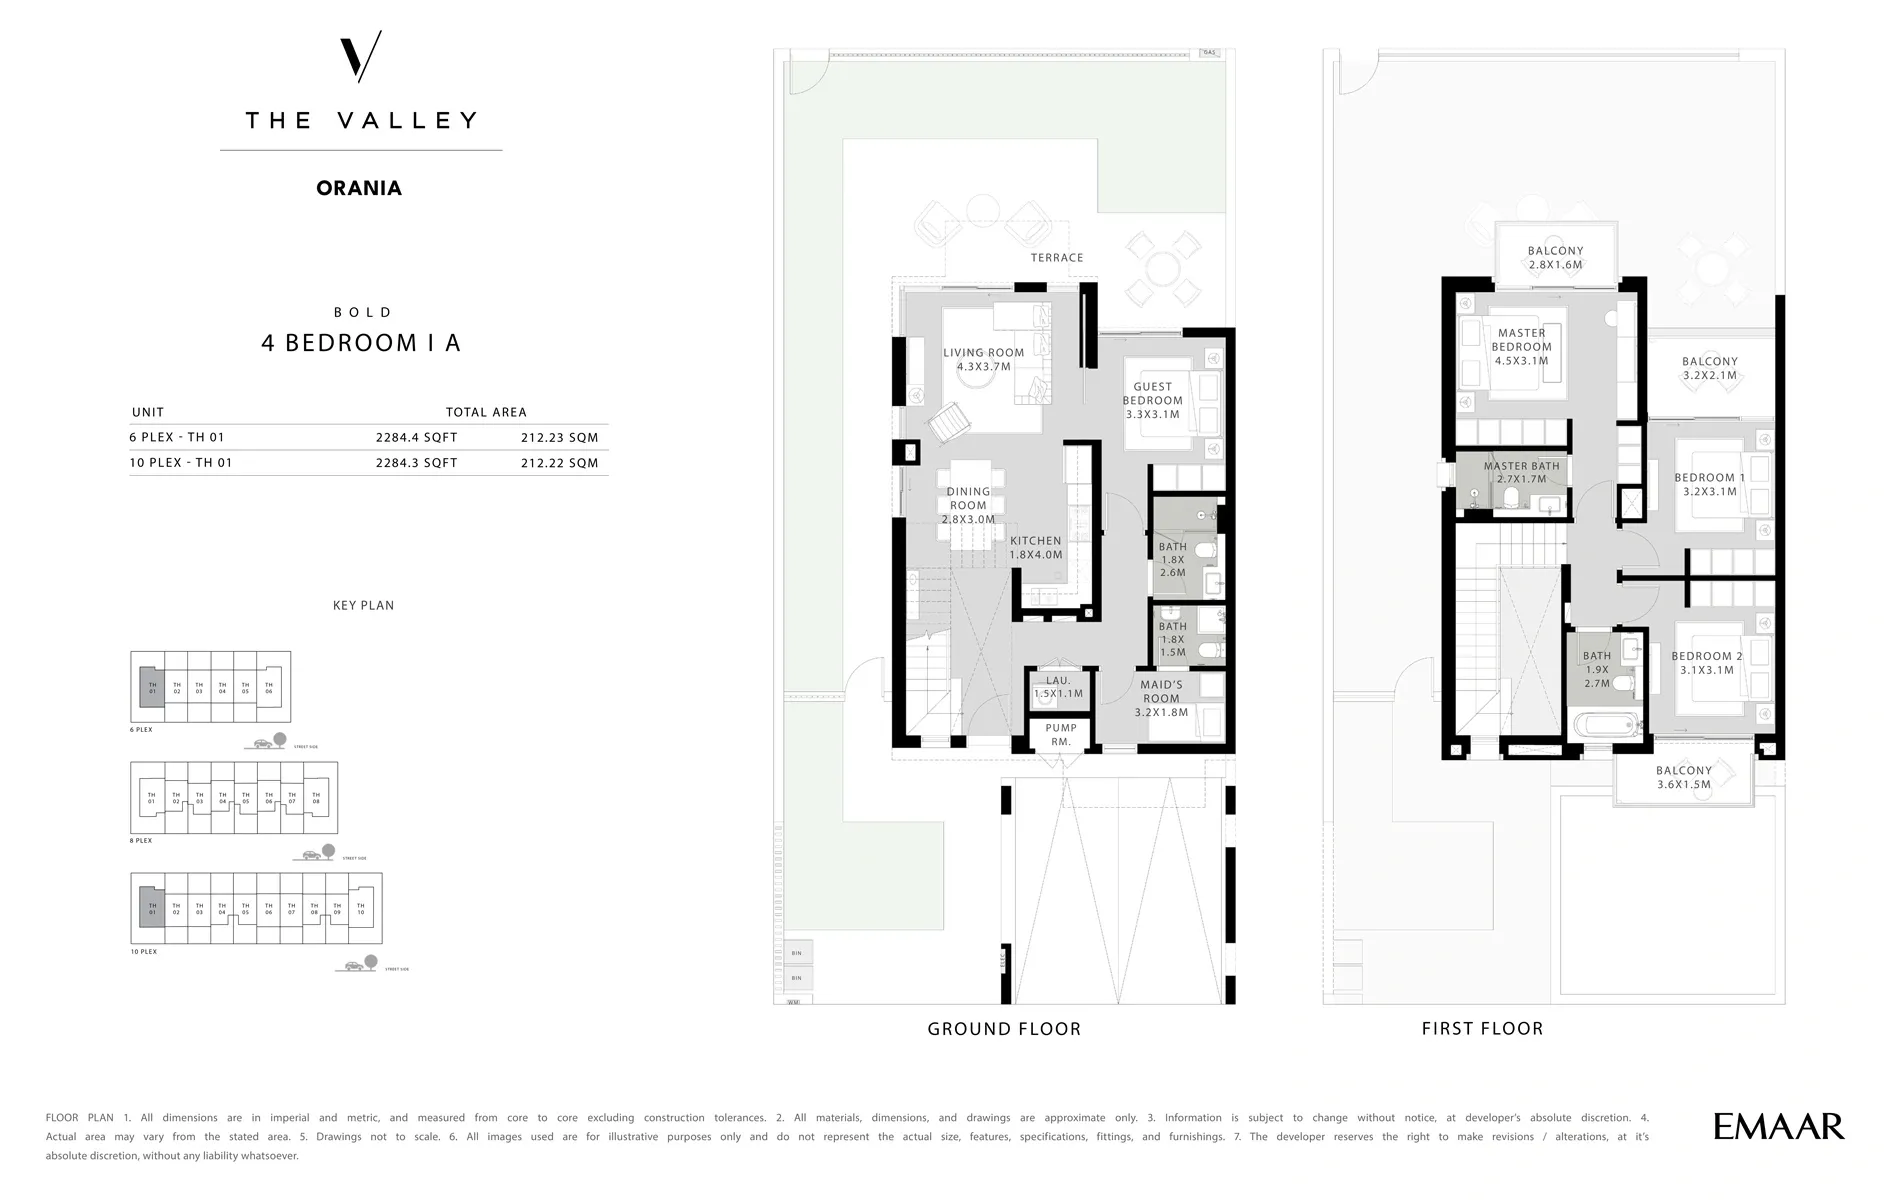 THE VALLEY
ORANIA
BOLD
4 BEDROOM I A
UNIT TOTAL AREA
6 PLEX - TH 01 2284.4 SQFT 212.23 SQM
10 PLEX - TH 01 2284.3 SQFT 212.22 SQM
KEY PLAN
TH 01 TH 02 TH 03 TH 04 TH 05 TH 06
6 PLEX
STREET SIDE
TH 01 TH 02 TH 03 TH 04 TH 05 TH 06 TH 07 TH 08
8 PLEX
STREET SIDE
TH 01 TH 02 TH 03 TH 04 TH 05 TH 06 TH 07 TH 08 TH 09 TH 10
10 PLEX
STREET SIDE
GAS
TERRACE
LIVING ROOM
4.3X3.7M
GUEST
BEDROOM
3.3X3.1M
DINING
ROOM
2.8X3.0M
KITCHEN
1.8X4.0M
BATH
1.8X
2.6M
BATH
1.8X
1.5M
LAU.
1.5X1.1M
MAID'S
ROOM
3.2X1.8M
PUMP
RM.
ELEC
BIN
BIN
WM
GROUND FLOOR
BALCONY
2.8X1.6M
MASTER
BEDROOM
4.5X3.1M
BALCONY
3.2X2.1M
MASTER BATH
2.7X1.7M
BEDROOM 1
3.2X3.1M
BATH
1.9X
2.7M
BEDROOM 2
3.1X3.1M
BALCONY
3.6X1.5M
FIRST FLOOR
FLOOR PLAN 1. All dimensions are in imperial and metric, and measured from core to core excluding construction tolerances. 2. All materials, dimensions, and drawings are approximate only. 3. Information is subject to change without notice, at developer's absolute discretion. 4.
Actual area may vary from the stated area. 5. Drawings not to scale. 6. All images used are for illustrative purposes only and do not represent the actual size, features, specifications, fittings, and furnishings. 7. The developer reserves the right to make revisions / alterations, at it's
absolute discretion, without any liability whatsoever.
EMAAR